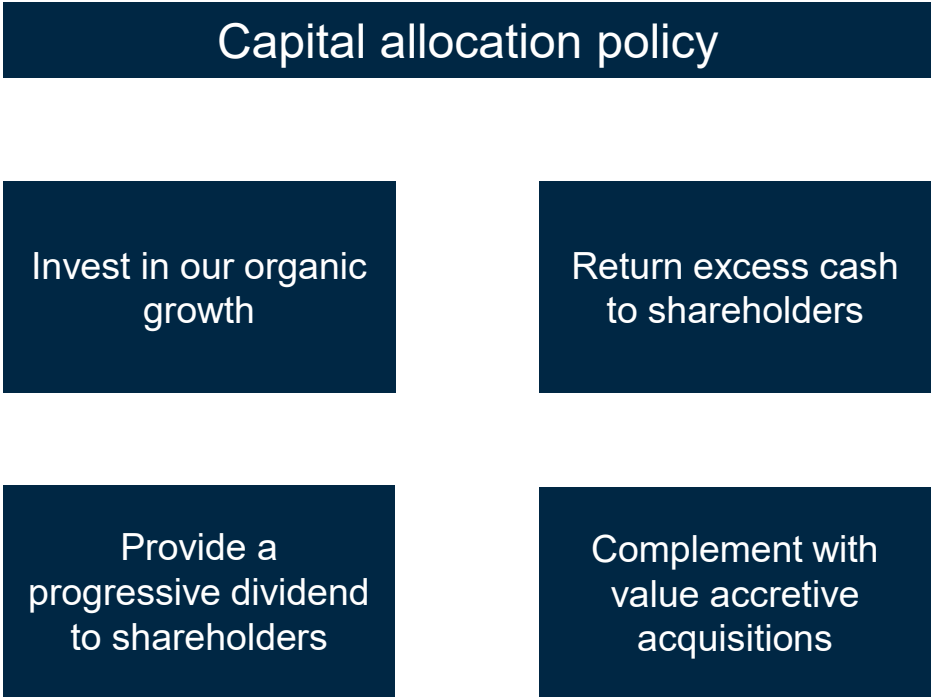 Capital allocation policy
Invest in our organic
growth
Return excess cash
to shareholders
Provide a
progressive dividend
to shareholders
Complement with
value accretive
acquisitions